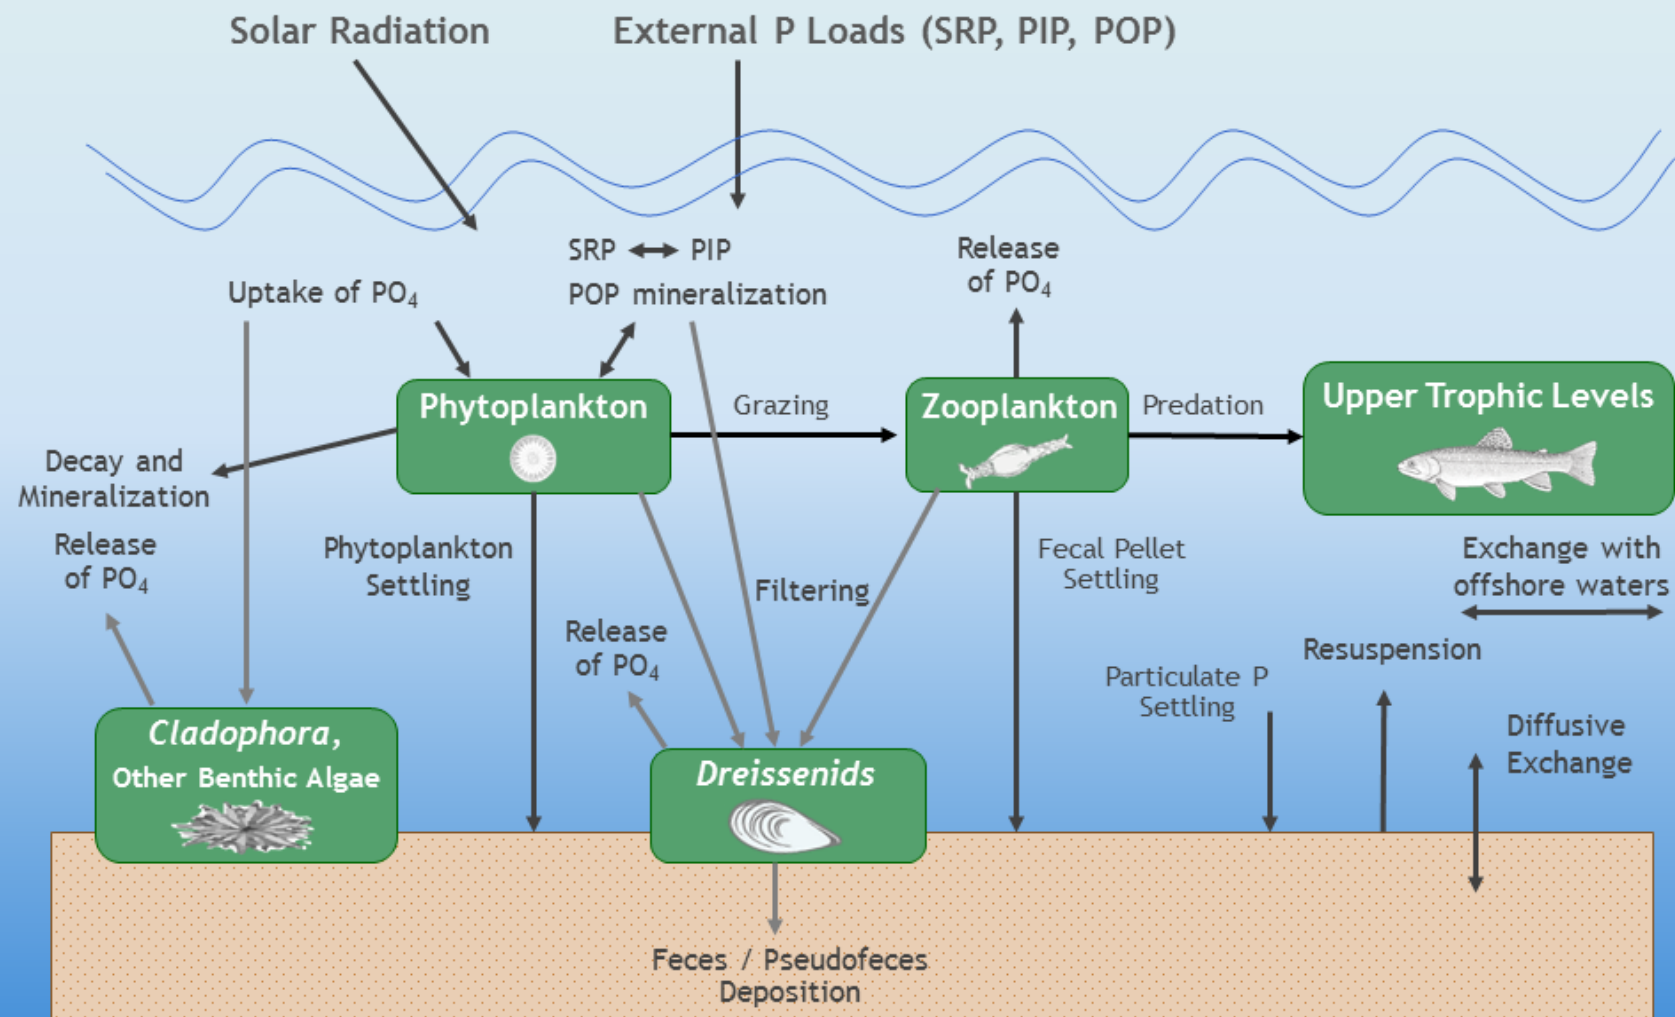 Solar Radiation
External P Loads (SRP, PIP, POP)
SRP PIP
POP mineralization
Release
of PO₄
Uptake of PO₄
Phytoplankton
Grazing
Zooplankton
Predation
Upper Trophic Levels
Decay and
Mineralization
Release
of PO₄
Phytoplankton
Settling
Filtering
Fecal Pellet
Settling
Exchange with
offshore waters
Release
of PO₄
Resuspension
Particulate P
Settling
Diffusive
Exchange
Cladophora,
Other Benthic Algae
Dreissenids
Feces / Pseudofeces
Deposition